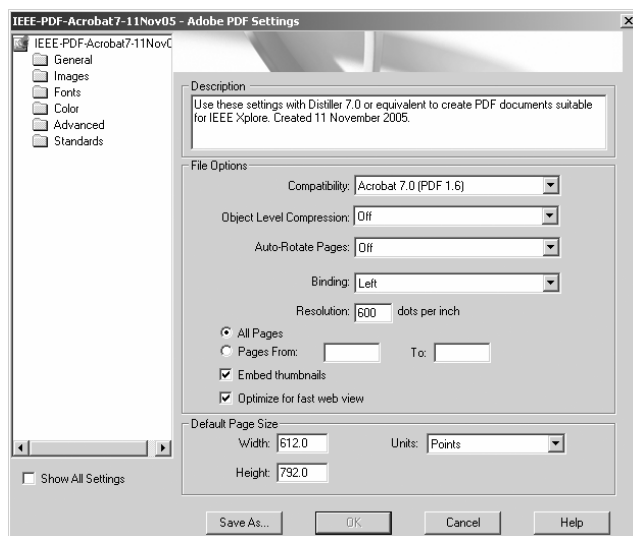 IEEE-PDF-Acrobat7-11Nov05 - Adobe PDF Settings
IEEE-PDF-Acrobat7-11Nov0
General
Images
Fonts
Color
Advanced
Standards
Show All Settings
Description
Use these settings with Distiller 7.0 or equivalent to create PDF documents suitable
for IEEE Xplore. Created 11 November 2005.
File Options
Compatibility: Acrobat 7.0 (PDF 1.6)
Object Level Compression: Off
Auto-Rotate Pages: Off
Binding: Left
Resolution: 600 dots per inch
All Pages
Pages From: To:
Embed thumbnails
Optimize for fast web view
Default Page Size
Width: 612.0 Units: Points
Height: 792.0
Save As... OK Cancel Help